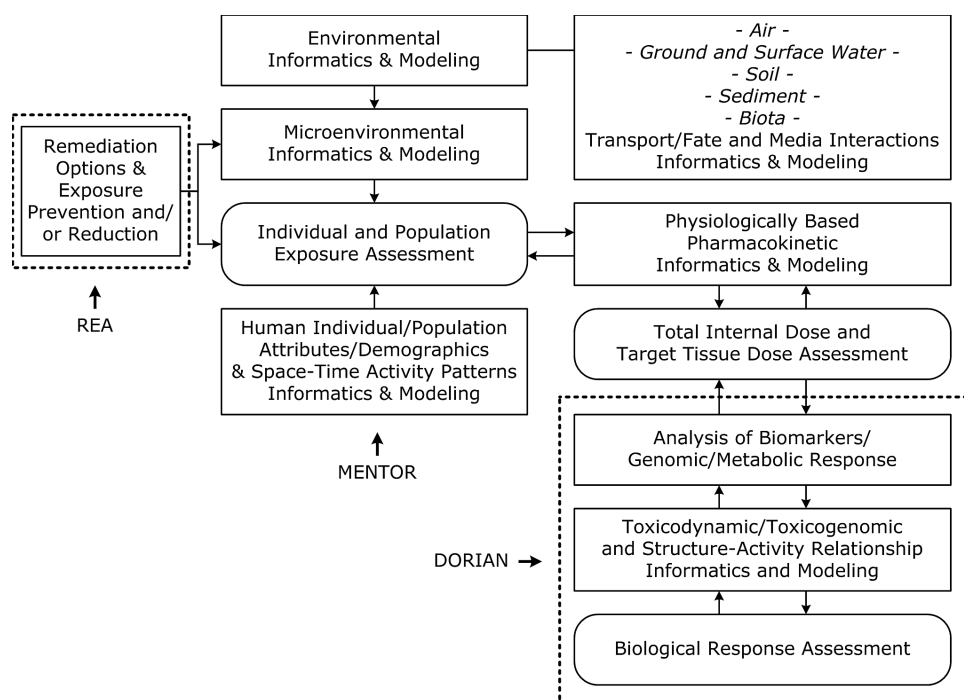 Environmental
Informatics & Modeling
- Air -
- Ground and Surface Water -
- Soil -
- Sediment -
- Biota -
Transport/Fate and Media Interactions
Informatics & Modeling
Microenvironmental
Informatics & Modeling
Remediation
Options &
Exposure
Prevention and/
or Reduction
REA
Individual and Population
Exposure Assessment
Physiologically Based
Pharmacokinetic
Informatics & Modeling
Human Individual/Population
Attributes/Demographics
& Space-Time Activity Patterns
Informatics & Modeling
MENTOR
Total Internal Dose and
Target Tissue Dose Assessment
Analysis of Biomarkers/
Genomic/Metabolic Response
DORIAN
Toxicodynamic/Toxicogenomic
and Structure-Activity Relationship
Informatics and Modeling
Biological Response Assessment